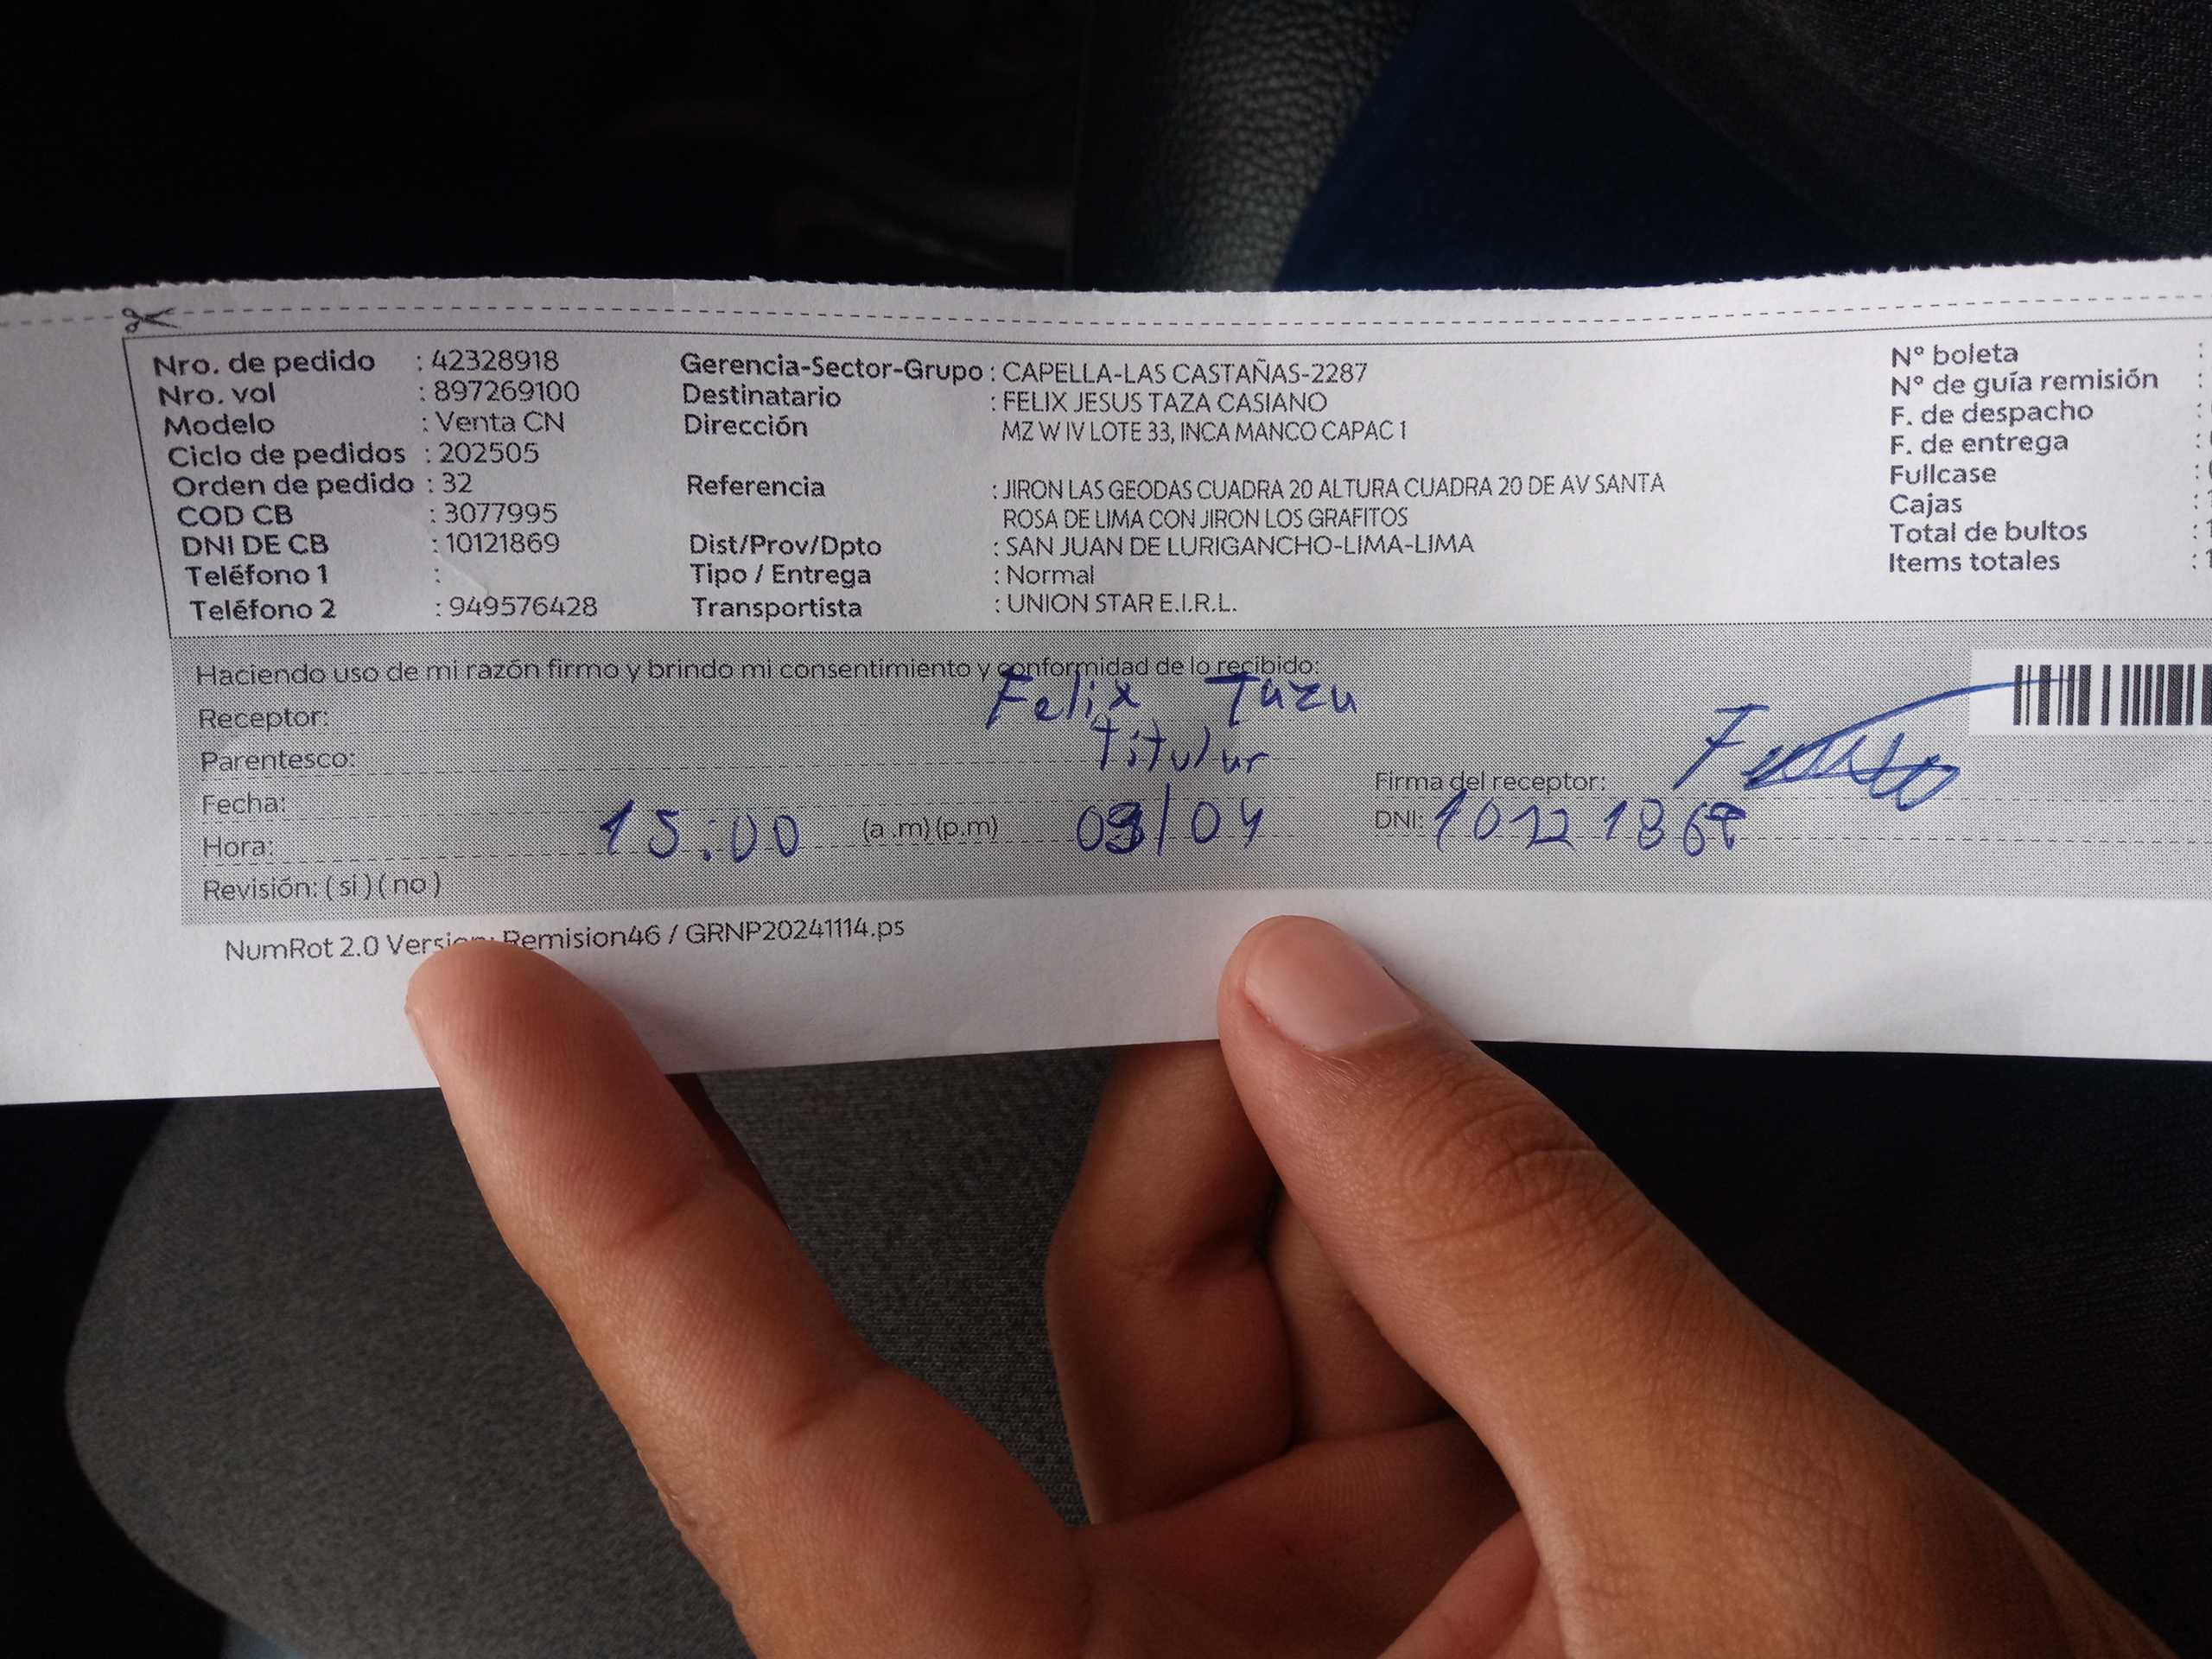 Nro. de pedido : 42328918
Nro. vol : 897269100
Modelo : Venta CN
Ciclo de pedidos : 202505
Orden de pedido : 32
COD CB : 3077995
DNI DE CB : 10121869
Teléfono 1 :
Teléfono 2 : 949576428
Gerencia-Sector-Grupo : CAPELLA-LAS CASTAÑAS-2287
Destinatario : FELIX JESUS TAZA CASIANO
Dirección MZ W IV LOTE 33, INCA MANCO CAPAC 1
Referencia : JIRON LAS GEODAS CUADRA 20 ALTURA CUADRA 20 DE AV SANTA
ROSA DE LIMA CON JIRON LOS GRAFITOS
Dist/Prov/Dpto : SAN JUAN DE LURIGANCHO-LIMA-LIMA
Tipo / Entrega : Normal
Transportista : UNION STAR E.I.R.L.
N° boleta :
N° de guía remisión :
F. de despacho :
F. de entrega :
Fullcase :
Cajas :
Total de bultos :
Items totales :
Haciendo uso de mi razón firmo y brindo mi consentimiento y conformidad de lo recibido:
Receptor: Felix Taza
Parentesco: Titular
Fecha:
Hora: 15:00 (a.m)(p.m) /04
Revisión: ( si ) ( no )
Firma del receptor:
DNI:
NumRot 2.0 Version: Remision46 / GRNP20241114.ps